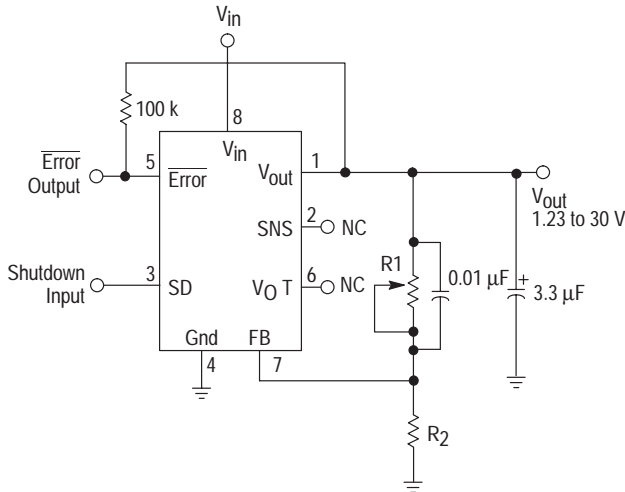 Vin
100 k
8
Vin
5
Error
Output
Error
Vout
1
Vout
1.23 to 30 V
SNS
2
NC
Shutdown
Input
3
SD
VO T
6
NC
R1
0.01 µF
+
3.3 µF
Gnd
FB
4
7
R2